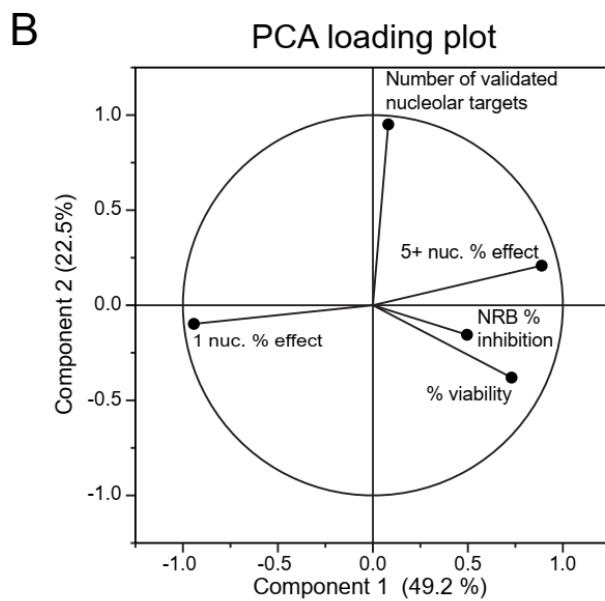 B
PCA loading plot
Number of validated
nucleolar targets
1.0
0.5
5+ nuc. % effect
0.0
NRB %
inhibition
1 nuc. % effect
-0.5
% viability
-1.0
Component 2 (22.5%)
-1.0 -0.5 0.0 0.5 1.0
Component 1 (49.2 %)